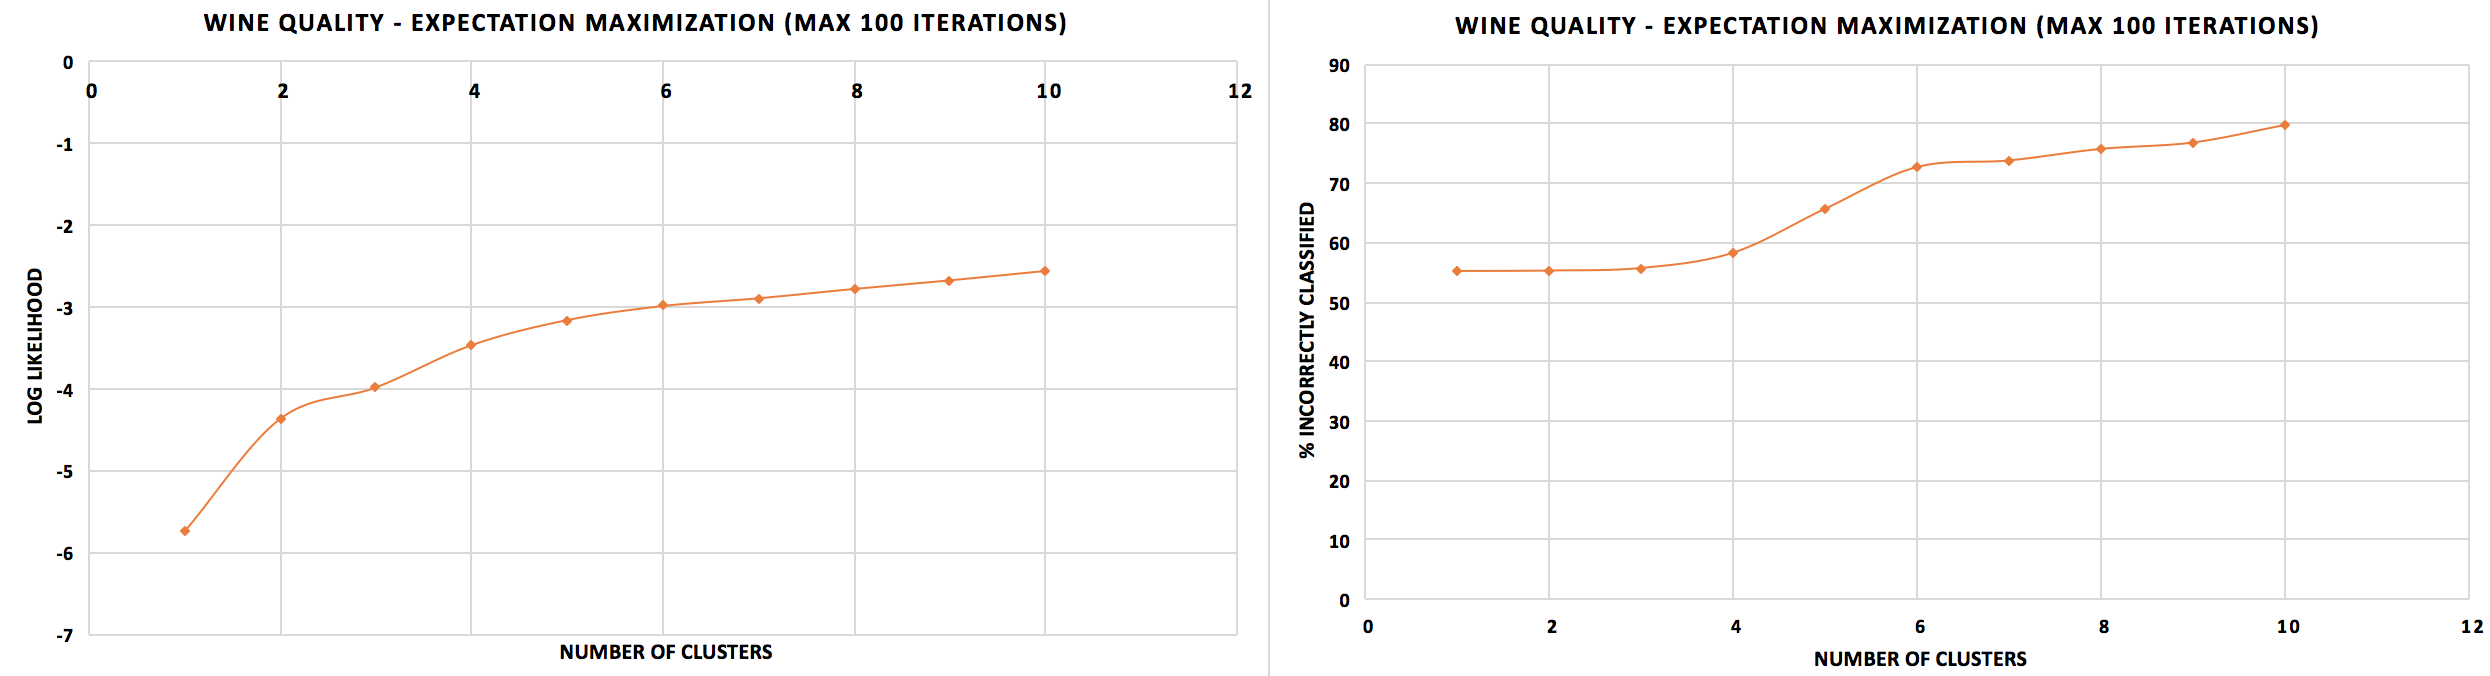 WINE QUALITY - EXPECTATION MAXIMIZATION (MAX 100 ITERATIONS)
0
0 2 4 6 8 10 12
-1
-2
-3
-4
-5
-6
-7
LOG LIKELIHOOD
NUMBER OF CLUSTERS
WINE QUALITY - EXPECTATION MAXIMIZATION (MAX 100 ITERATIONS)
90
80
70
60
50
40
30
20
10
0
0 2 4 6 8 10 12
% INCORRECTLY CLASSIFIED
NUMBER OF CLUSTERS